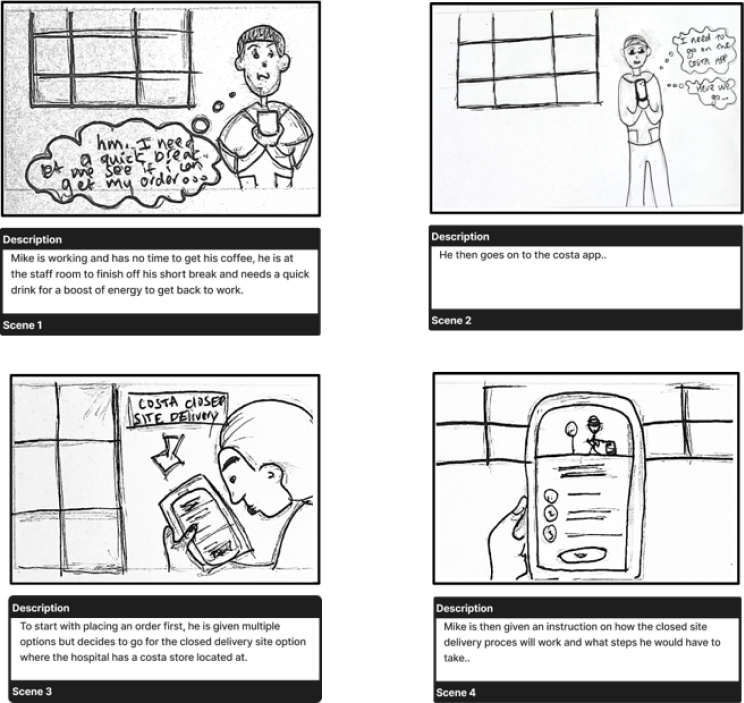 hm.. I need
a quick break..
let me see if i can
get my order...
Description
Mike is working and has no time to get his coffee, he is at
the staff room to finish off his short break and needs a quick
drink for a boost of energy to get back to work.
Scene 1
I need to
go on the
COSTA APP
Here we
go...
Description
He then goes on to the costa app..
Scene 2
COSTA CLOSED
SITE DELIVERY
Description
To start with placing an order first, he is given multiple
options but decides to go for the closed delivery site option
where the hospital has a costa store located at.
Scene 3
1
2
3
Description
Mike is then given an instruction on how the closed site
delivery proces will work and what steps he would have to
take..
Scene 4